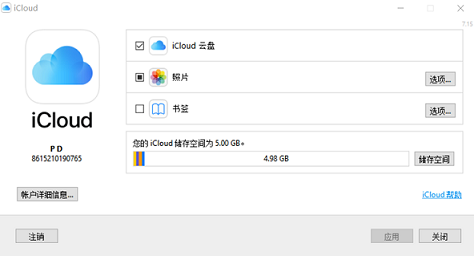 iCloud
7.15
iCloud 云盘
照片
选项...
书签
选项...
iCloud
P D
8615210190765
您的 iCloud 储存空间为 5.00 GB。
4.98 GB
储存空间
帐户详细信息...
iCloud 帮助
注销
应用
关闭